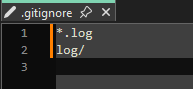 .gitignore
1 *.log
2 log/
3